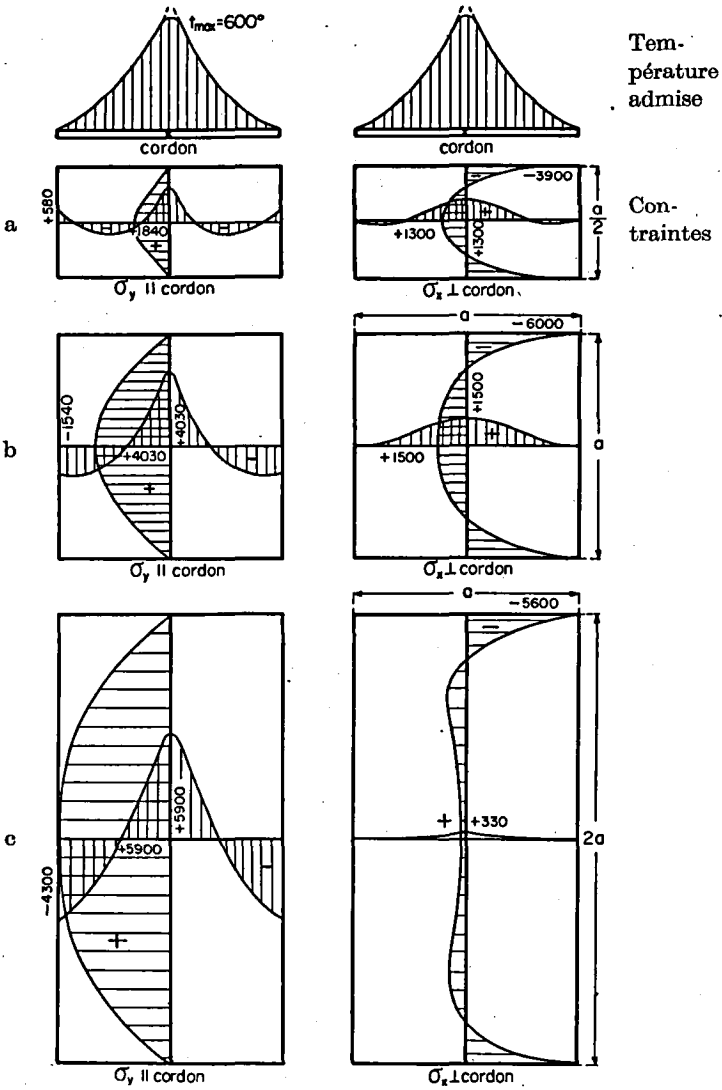 t_max=600°
Tem-
pérature
admise
cordon
cordon
a
+580
+1840
+
-
-
σ_y || cordon
-3900
-
+
+1300
+1300
a/2
Con-
traintes
σ_x ⊥ cordon
b
-1540
+4030
+4030
+
-
σ_y || cordon
a
-6000
-
+1500
+
+1500
a
σ_x ⊥ cordon
c
-4300
+5900
+5900
+
-
σ_y || cordon
a
-5600
-
+
+330
2a
σ_x ⊥ cordon